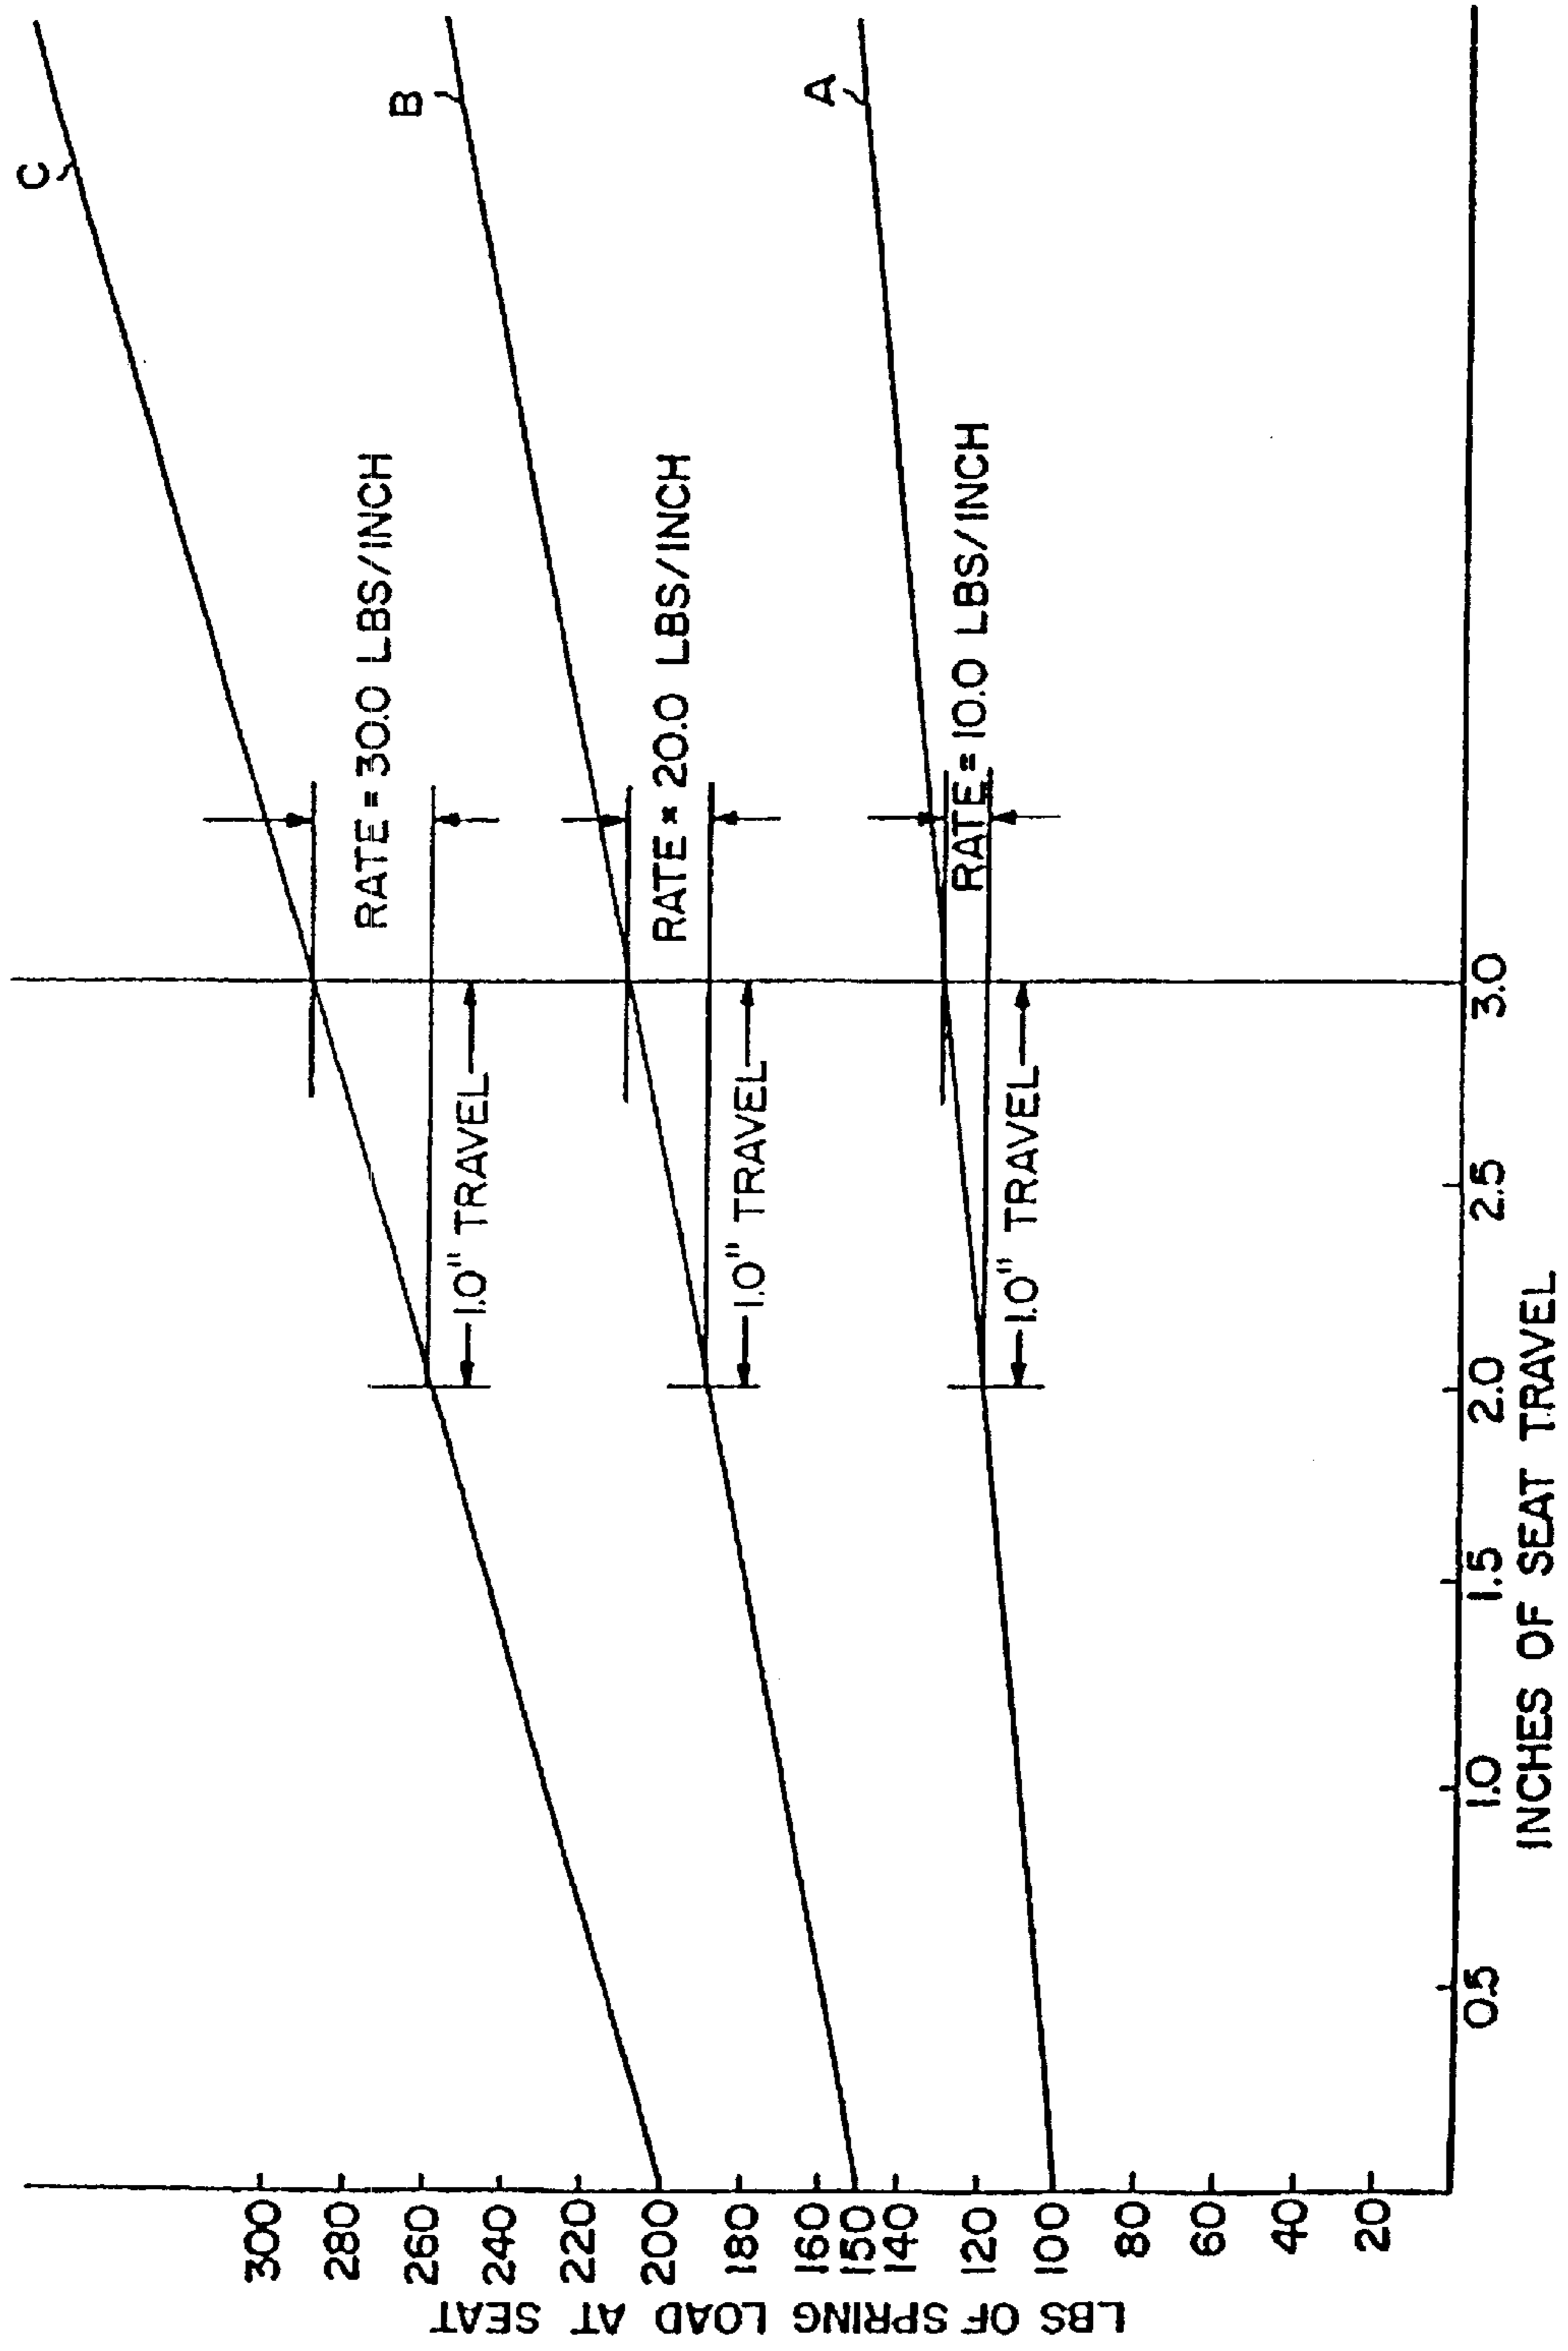 C
B
A
RATE = 30.0 LBS/INCH
RATE = 20.0 LBS/INCH
RATE = 10.0 LBS/INCH
1.0" TRAVEL
1.0" TRAVEL
1.0" TRAVEL
LBS OF SPRING LOAD AT SEAT
300
280
260
240
220
200
180
160
150
140
120
100
80
60
40
20
0.5
1.0
1.5
2.0
2.5
3.0
INCHES OF SEAT TRAVEL